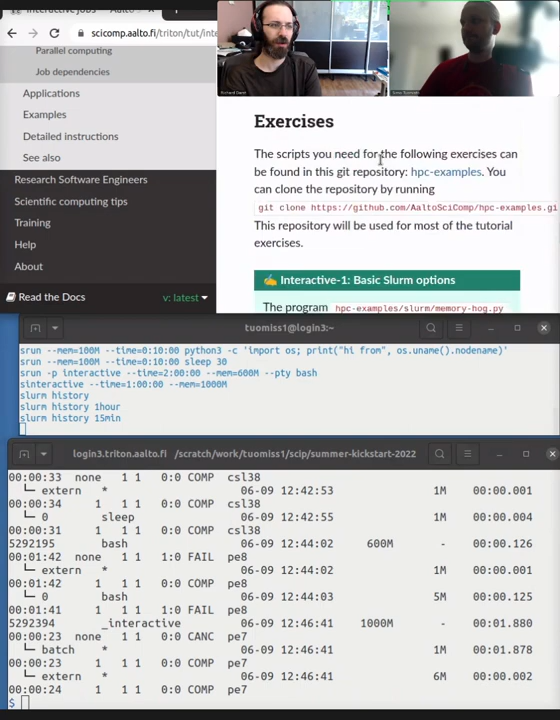 Interactive jobs
Aalto
scicomp.aalto.fi/triton/tut/inte
Parallel computing
Job dependencies
Applications
Examples
Detailed instructions
See also
Research Software Engineers
Scientific computing tips
Training
Help
About
Read the Docs
v: latest
Exercises
The scripts you need for the following exercises can
be found in this git repository: hpc-examples. You
can clone the repository by running
git clone https://github.com/AaltoSciComp/hpc-examples.gi
This repository will be used for most of the tutorial
exercises.
Interactive-1: Basic Slurm options
The program hpc-examples/slurm/memory-hog.py
tuomiss1@login3:~
srun --mem=100M --time=0:10:00 python3 -c 'import os; print("hi from", os.uname().nodename)'
srun --mem=100M --time=0:10:00 sleep 30
srun -p interactive --time=2:00:00 --mem=600M --pty bash
sinteractive --time=1:00:00 --mem=1000M
slurm history
slurm history 1hour
slurm history 15min
login3.triton.aalto.fi /scratch/work/tuomiss1/scip/summer-kickstart-2022
00:00:33 none 1 1 0:0 COMP csl38
└─ extern * 06-09 12:42:53 1M 00:00.001
00:00:34 1 1 1 0:0 COMP csl38
└─ 0 sleep 06-09 12:42:55 1M 00:00.004
00:00:31 1 1 1 0:0 COMP csl38
5292195 bash 06-09 12:44:02 600M - 00:00.126
00:01:42 none 1 1 1:0 FAIL pe8
└─ extern * 06-09 12:44:02 1M 00:00.001
00:01:42 1 1 1 0:0 COMP pe8
└─ 0 bash 06-09 12:44:03 5M 00:00.125
00:01:41 1 1 1 1:0 FAIL pe8
5292394 _interactive 06-09 12:46:41 1000M - 00:01.880
00:00:23 none 1 1 0:0 CANC pe7
└─ batch * 06-09 12:46:41 1M 00:01.878
00:00:23 1 1 1 0:0 COMP pe7
└─ extern * 06-09 12:46:41 6M 00:00.002
00:00:24 1 1 1 0:0 COMP pe7
$